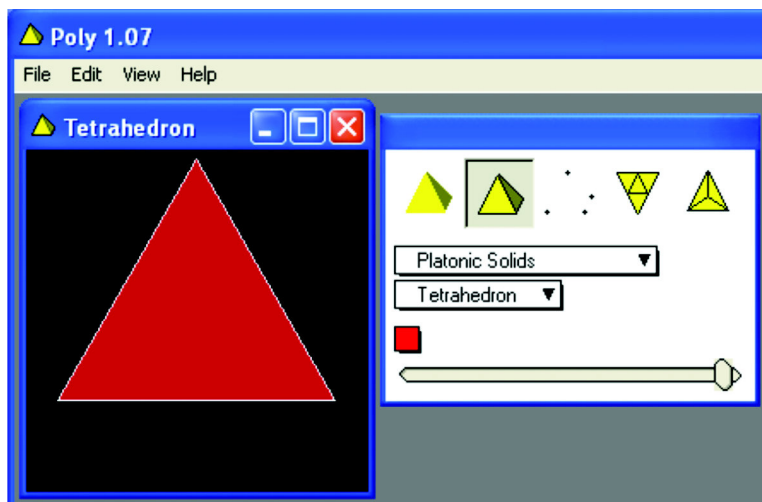 Poly 1.07
File Edit View Help
Tetrahedron
Platonic Solids
Tetrahedron